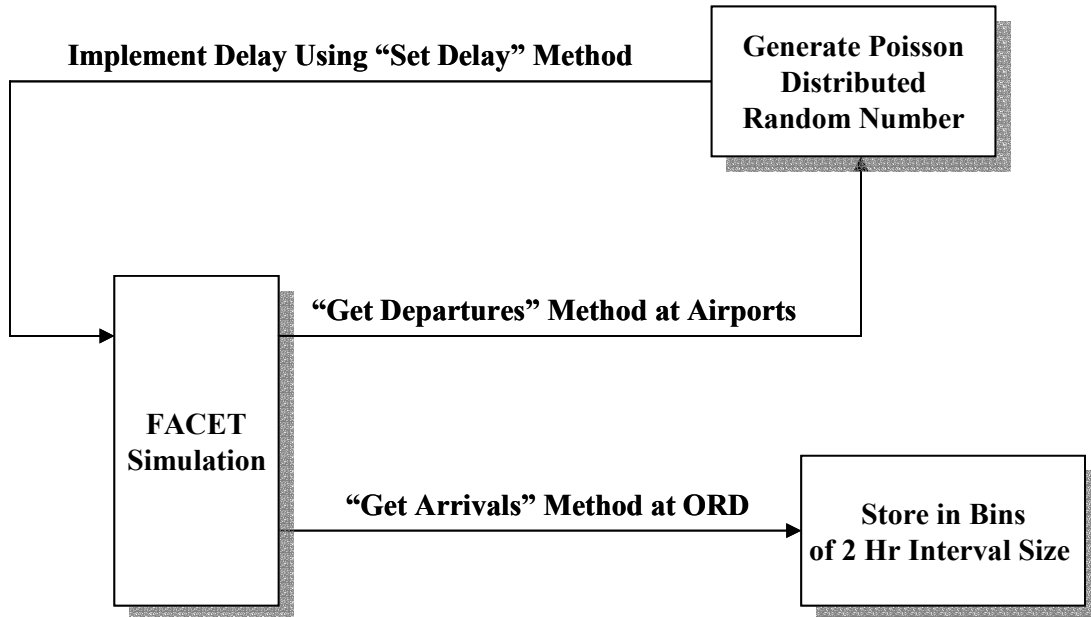 Implement Delay Using “Set Delay” Method
Generate Poisson
Distributed
Random Number
“Get Departures” Method at Airports
FACET
Simulation
“Get Arrivals” Method at ORD
Store in Bins
of 2 Hr Interval Size